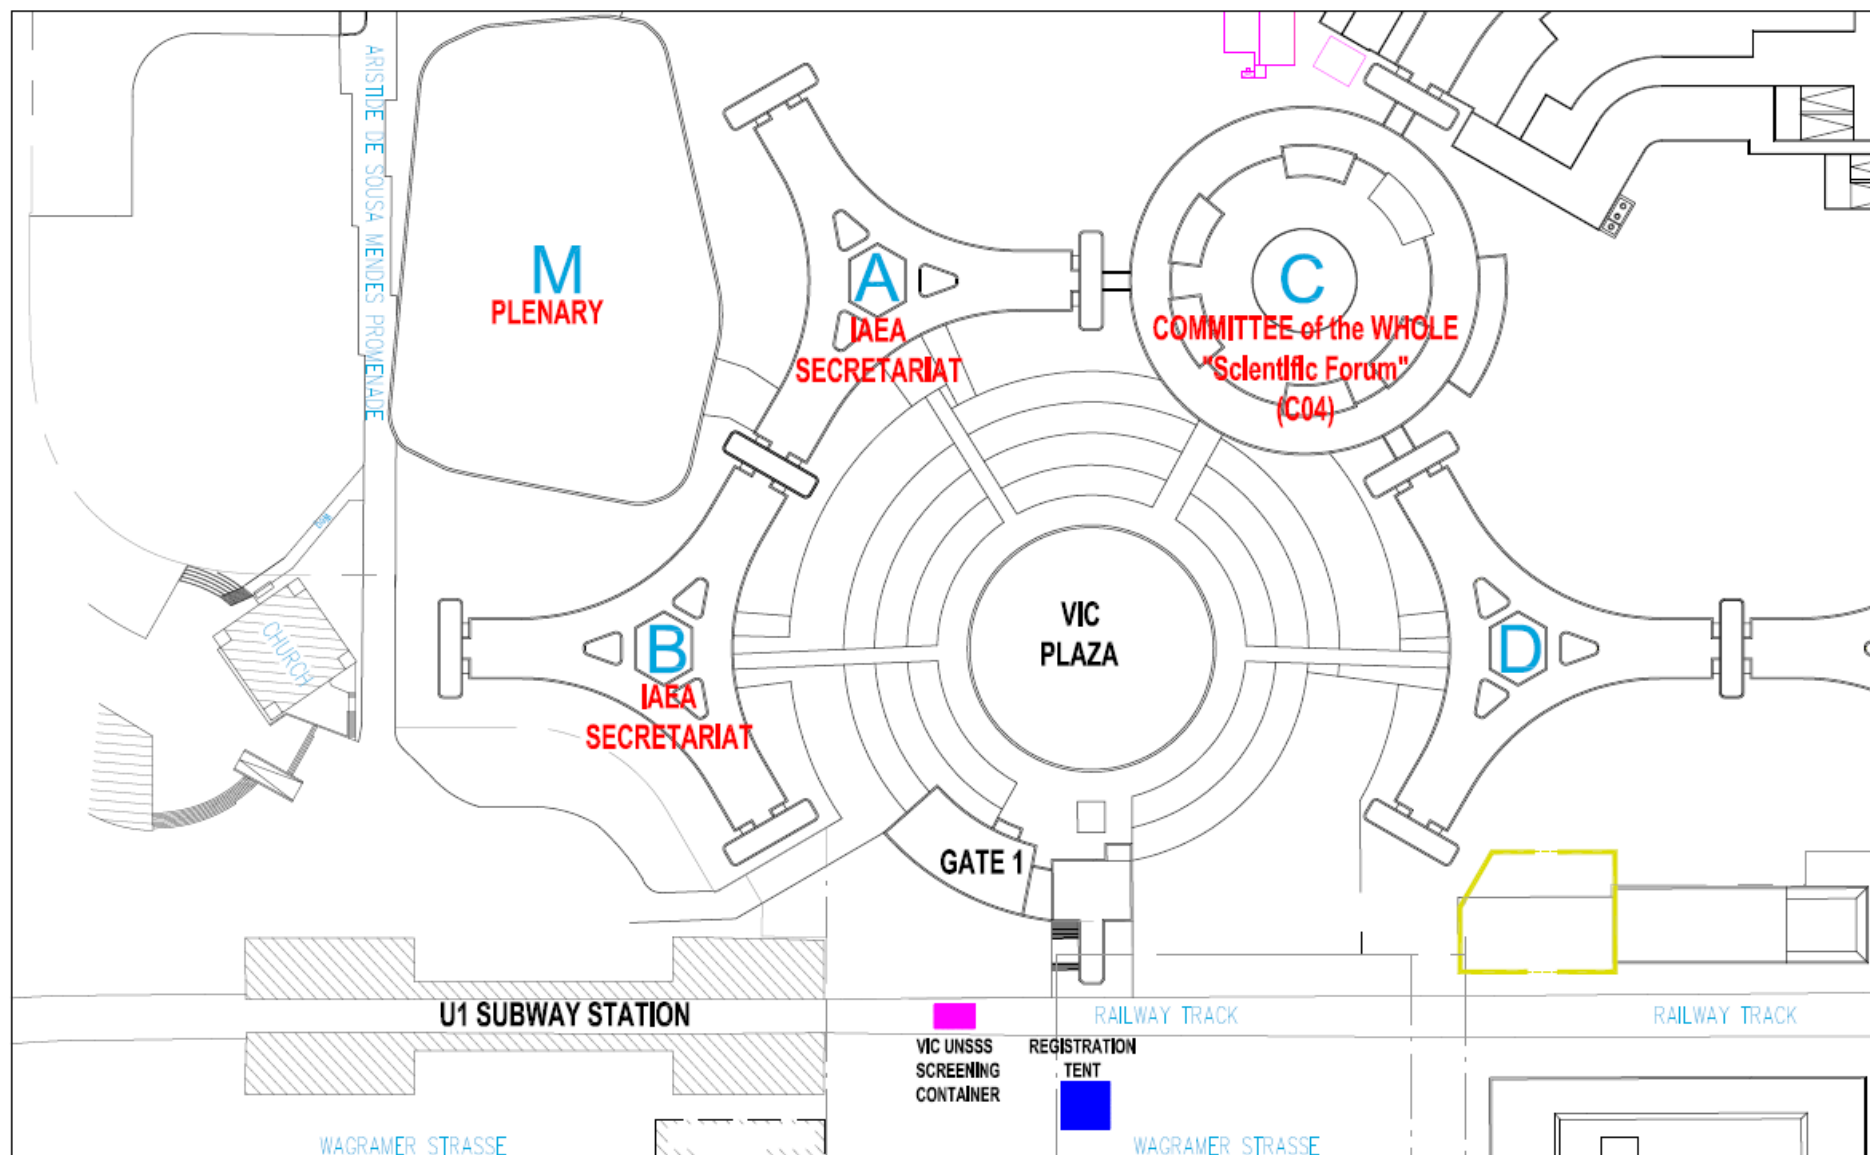 ARISTIDE DE SOUSA MENDES PROMENADE
M
PLENARY
A
IAEA
SECRETARIAT
C
COMMITTEE of the WHOLE
"Scientific Forum"
(C04)
CHURCH
B
IAEA
SECRETARIAT
VIC
PLAZA
D
GATE 1
U1 SUBWAY STATION
RAILWAY TRACK
RAILWAY TRACK
VIC UNSSS
SCREENING
CONTAINER
REGISTRATION
TENT
WAGRAMER STRASSE
WAGRAMER STRASSE